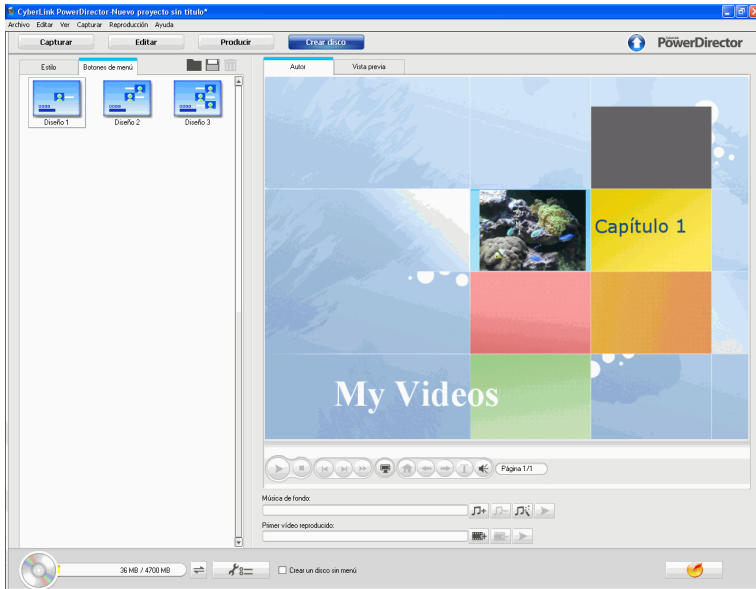 CyberLink PowerDirector-Nuevo proyecto sin título*
Archivo Editar Ver Capturar Reproducción Ayuda
Capturar Editar Producir Crear disco
CyberLink
PowerDirector
Estilo Botones de menú
Autor Vista previa
Diseño 1 Diseño 2 Diseño 3
Capítulo 1
My Videos
Página 1/1
Música de fondo:
Primer vídeo reproducido:
36 MB / 4700 MB
Crear un disco sin menú